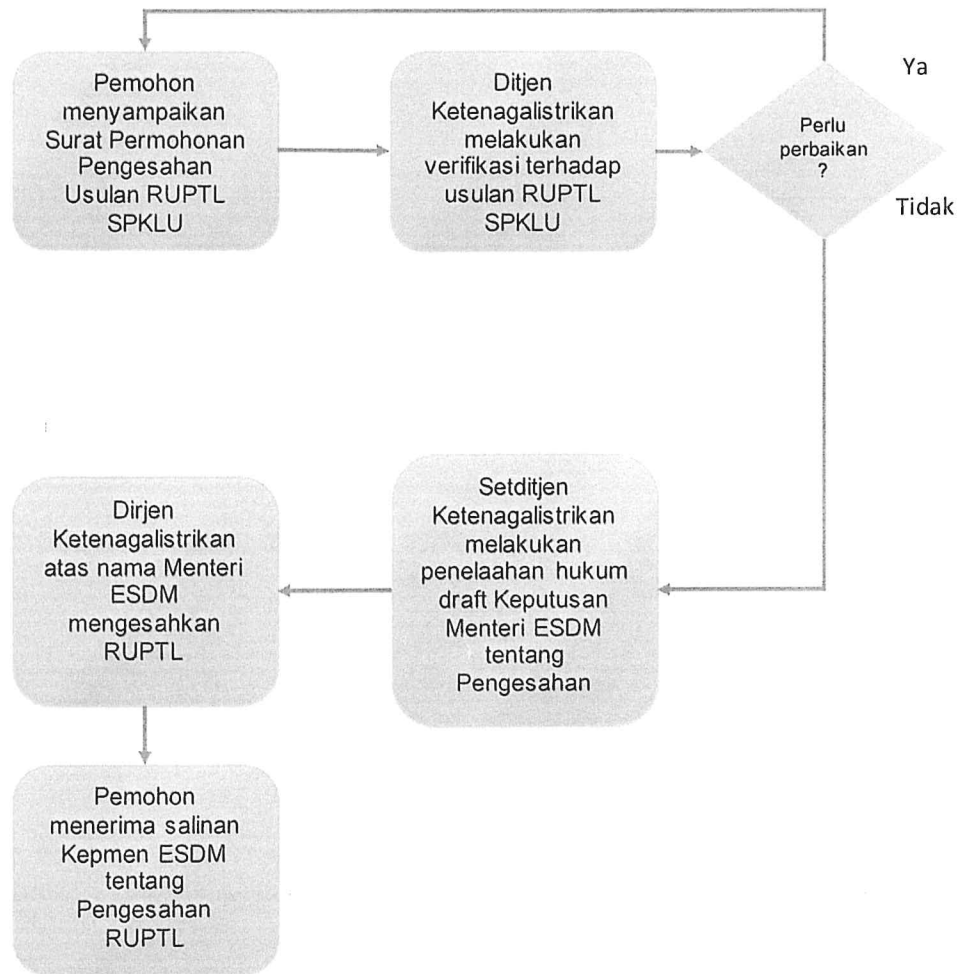 Pemohon
menyampaikan
Surat Permohonan
Pengesahan
Usulan RUPTL
SPKLU
Ditjen
Ketenagalistrikan
melakukan
verifikasi terhadap
usulan RUPTL
SPKLU
Perlu
perbaikan
?
Ya
Tidak
Setditjen
Ketenagalistrikan
melakukan
penelaahan hukum
draft Keputusan
Menteri ESDM
tentang
Pengesahan
Dirjen
Ketenagalistrikan
atas nama Menteri
ESDM
mengesahkan
RUPTL
Pemohon
menerima salinan
Kepmen ESDM
tentang
Pengesahan
RUPTL